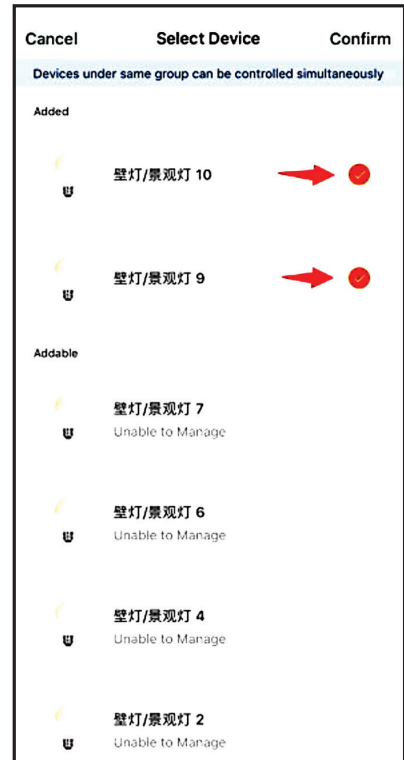 Cancel Select Device Confirm
Devices under same group can be controlled simultaneously
Added
壁灯/景观灯 10
壁灯/景观灯 9
Addable
壁灯/景观灯 7
Unable to Manage
壁灯/景观灯 6
Unable to Manage
壁灯/景观灯 4
Unable to Manage
壁灯/景观灯 2
Unable to Manage